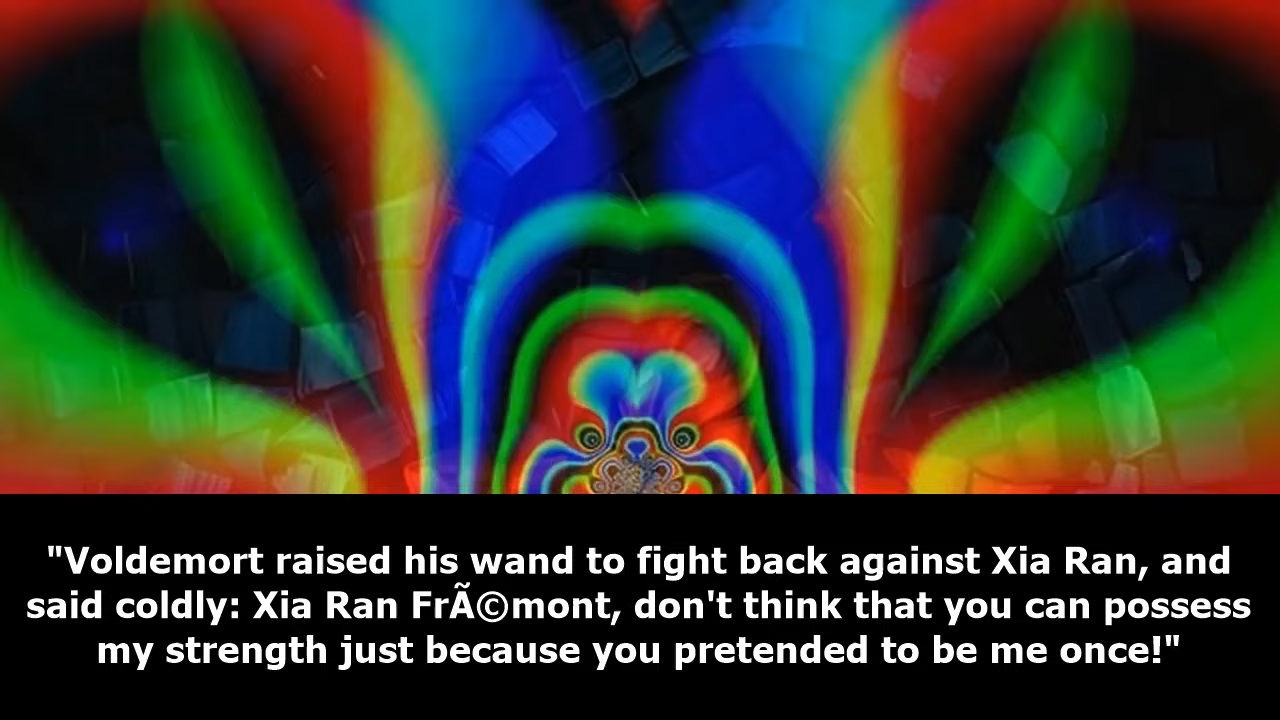 "Voldemort raised his wand to fight back against Xia Ran, and
said coldly: Xia Ran FrÃ©mont, don't think that you can possess
my strength just because you pretended to be me once!"